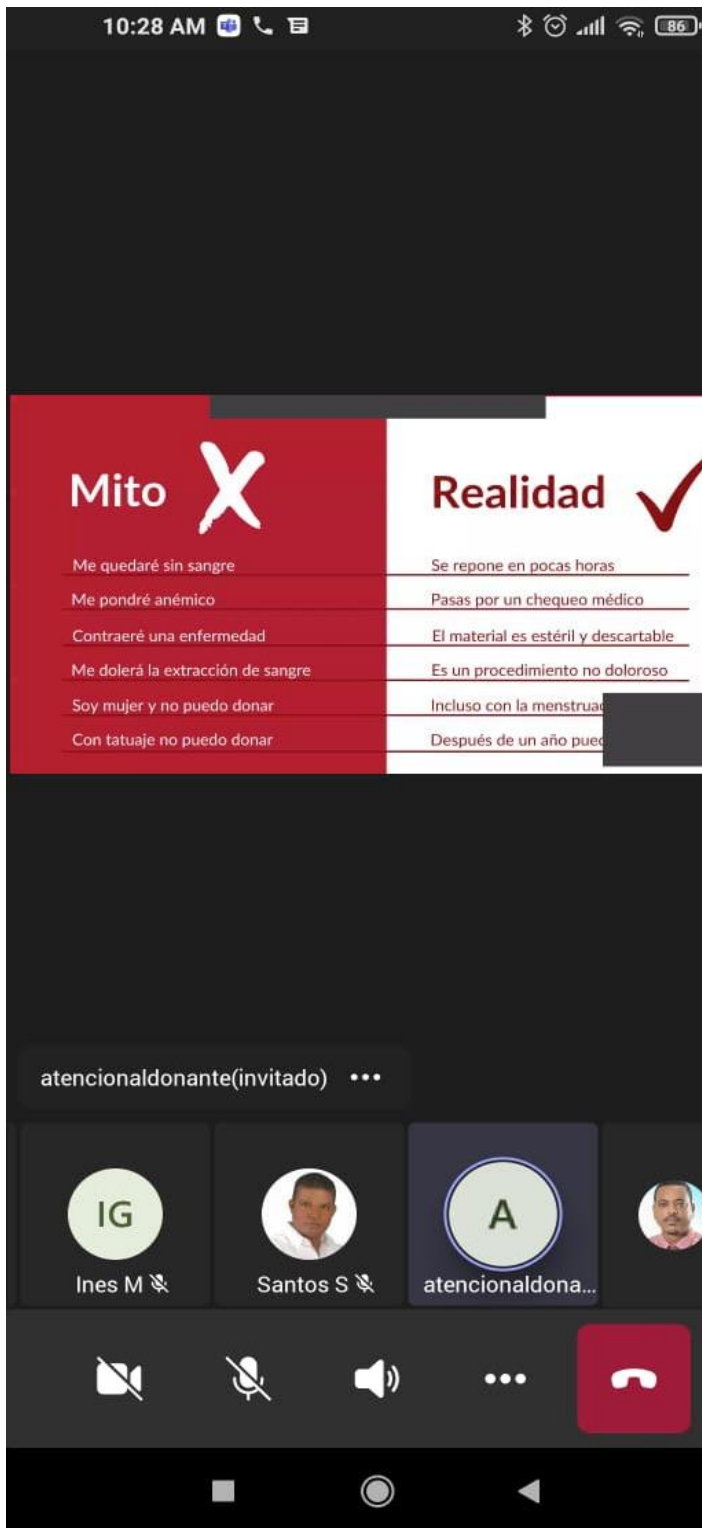 10:28 AM 86
Mito Realidad
Me quedaré sin sangre Se repone en pocas horas
Me pondré anémico Pasas por un chequeo médico
Contraeré una enfermedad El material es estéril y descartable
Me dolerá la extracción de sangre Es un procedimiento no doloroso
Soy mujer y no puedo donar Incluso con la
Con tatuaje no puedo donar Después de un año
atencionaldonante(invitado) •••
IG A
Ines M Santos S atencionaldona...